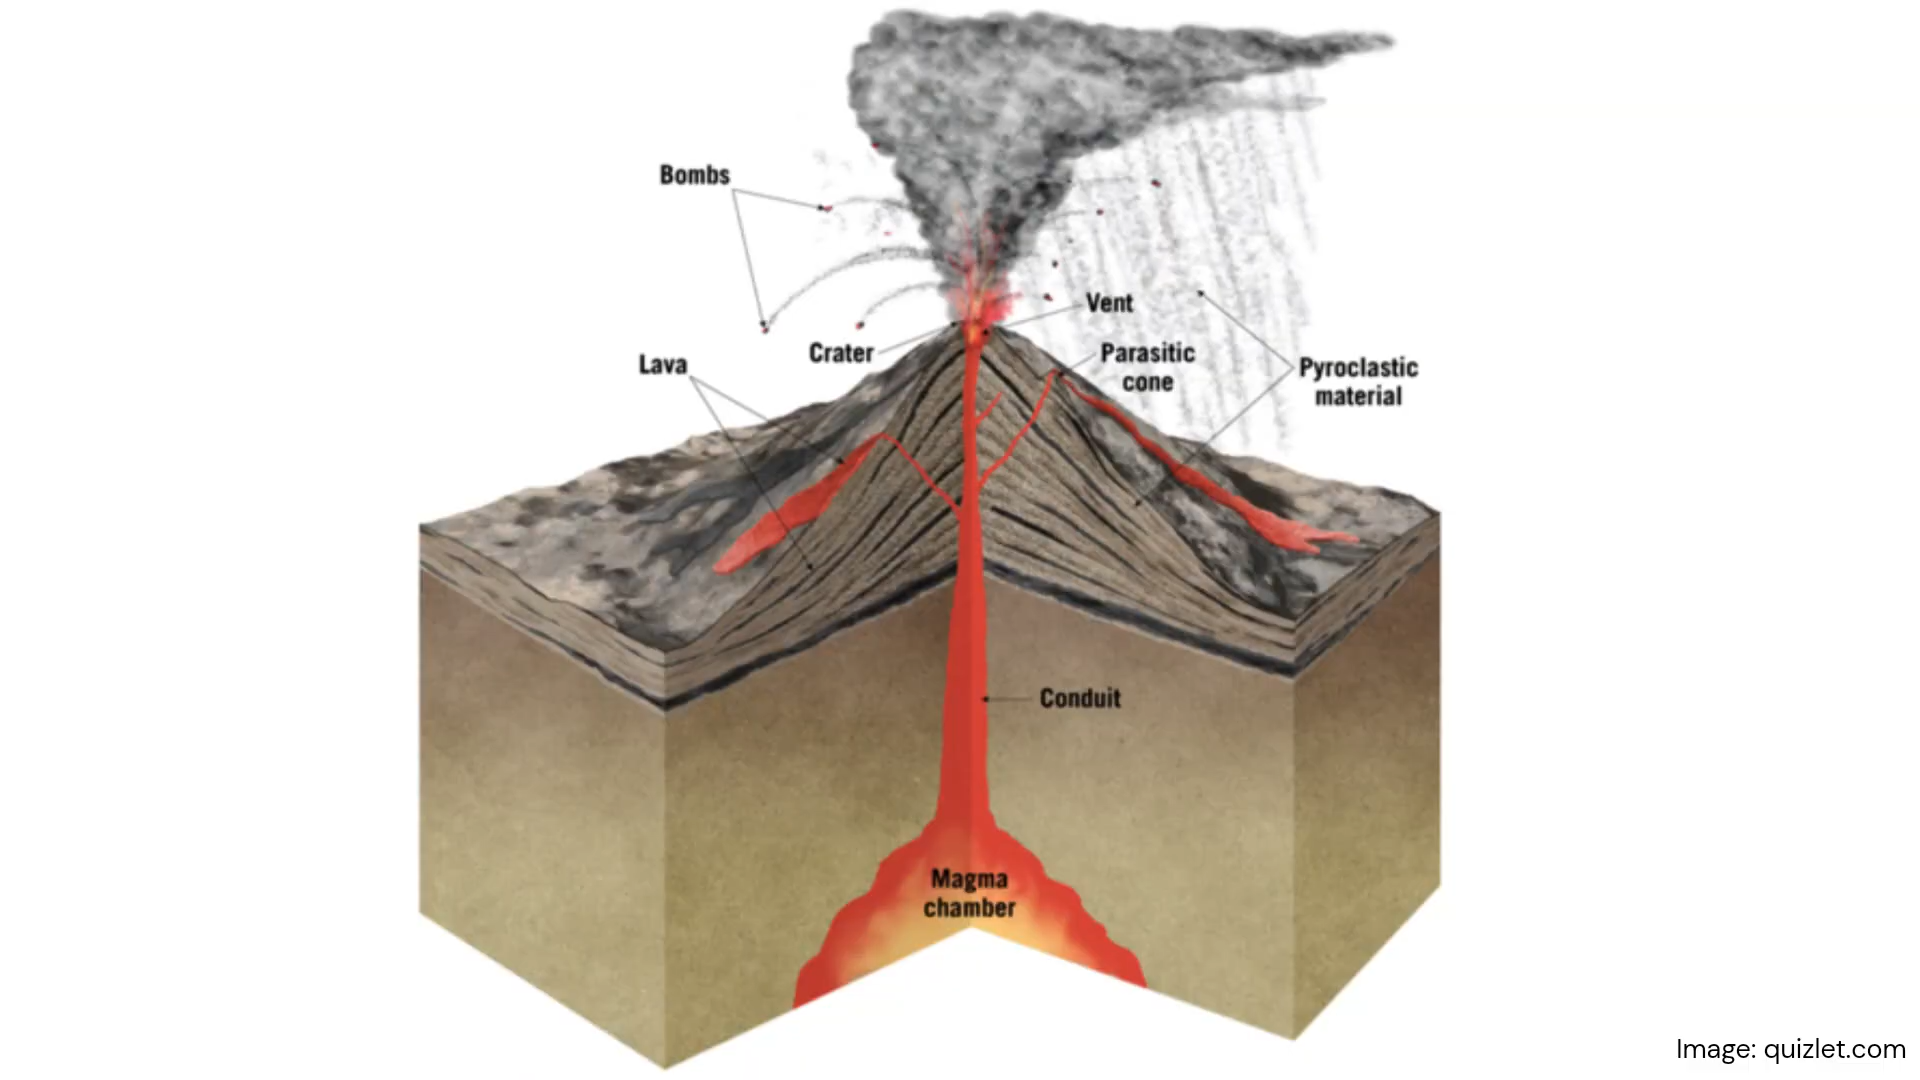 Bombs
Vent
Crater
Lava
Parasitic
cone
Pyroclastic
material
Conduit
Magma
chamber
Image: quizlet.com